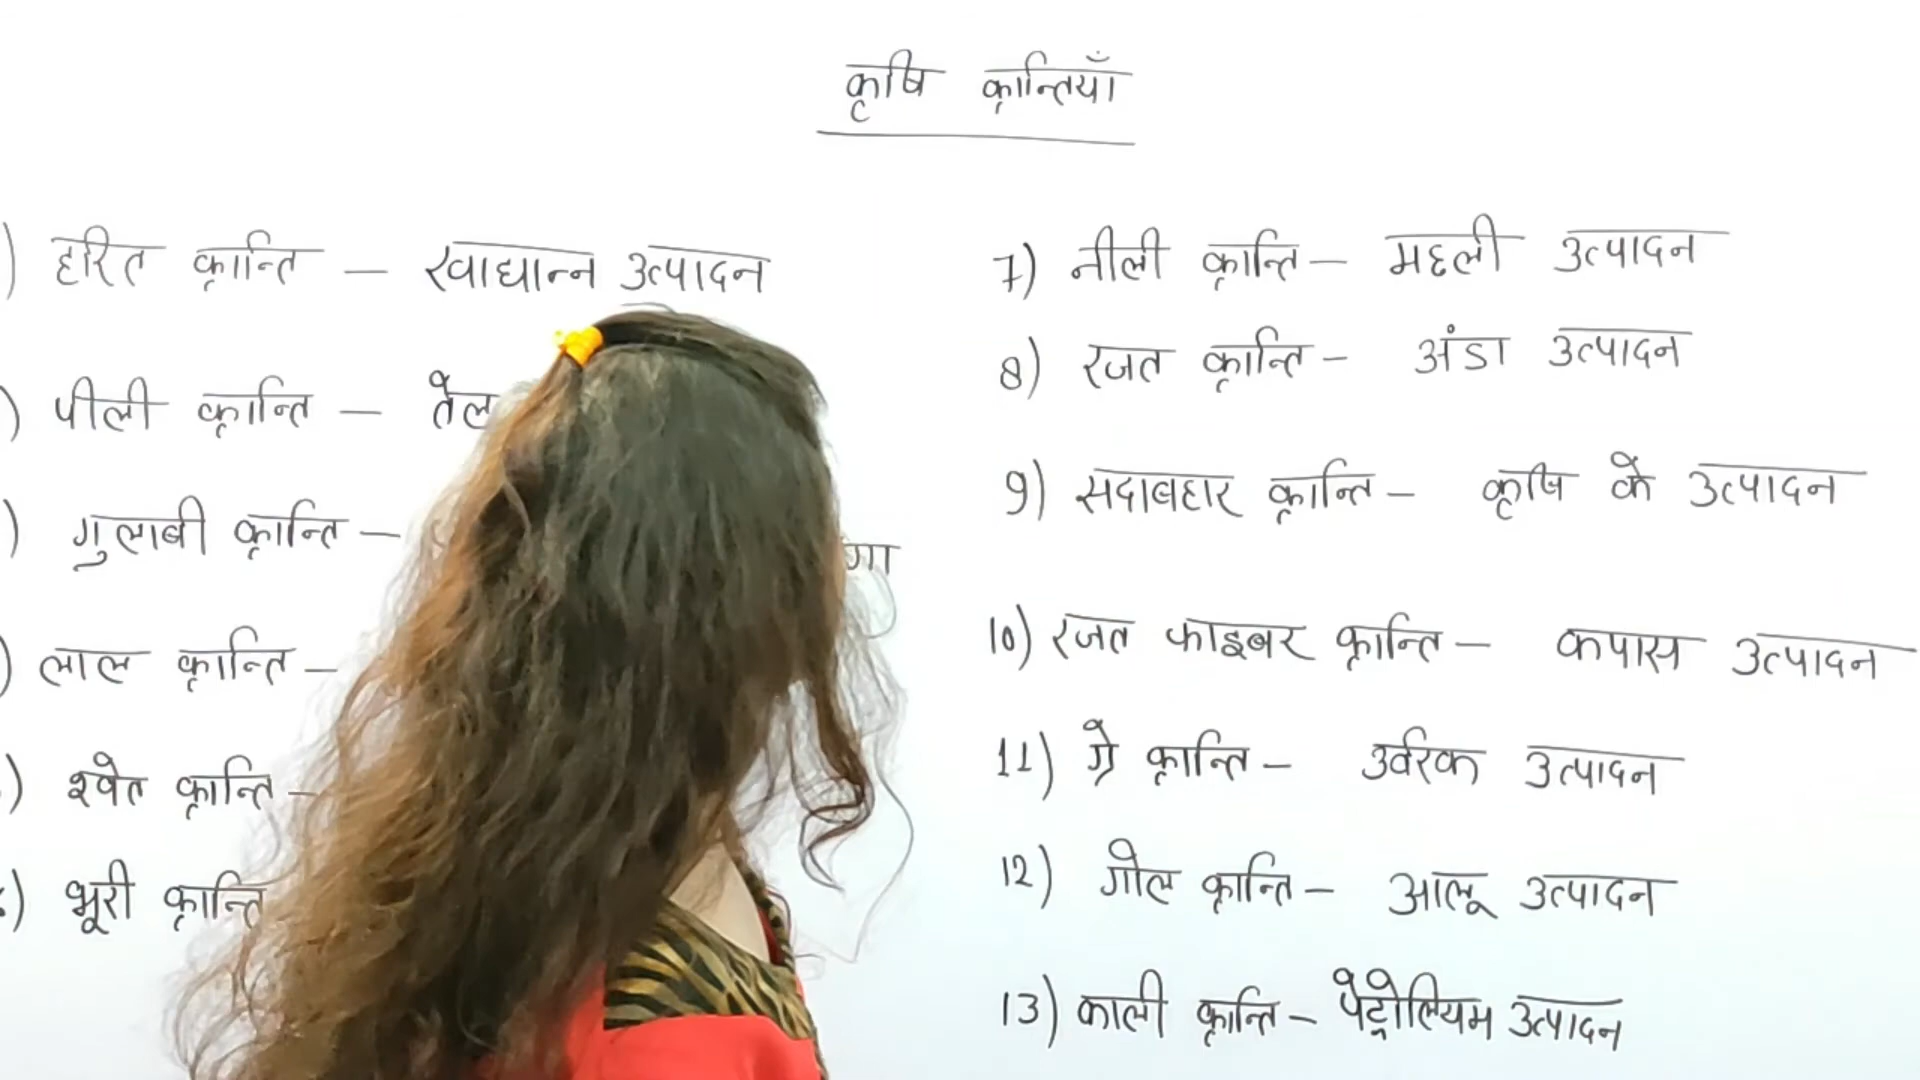 कृषि क्रान्तियाँ
) हरित क्रान्ति – खाद्यान्न उत्पादन
) पीली क्रान्ति – तेल
) गुलाबी क्रान्ति –
) लाल क्रान्ति –
) श्वेत क्रान्ति –
) भूरी क्रान्ति
7) नीली क्रान्ति – मछली उत्पादन
8) रजत क्रान्ति – अंडा उत्पादन
9) सदाबहार क्रान्ति – कृषि के उत्पादन
10) रजत फाइबर क्रान्ति – कपास उत्पादन
11) ग्रे क्रान्ति – उर्वरक उत्पादन
12) गोल क्रान्ति – आलू उत्पादन
13) काली क्रान्ति – पेट्रोलियम उत्पादन